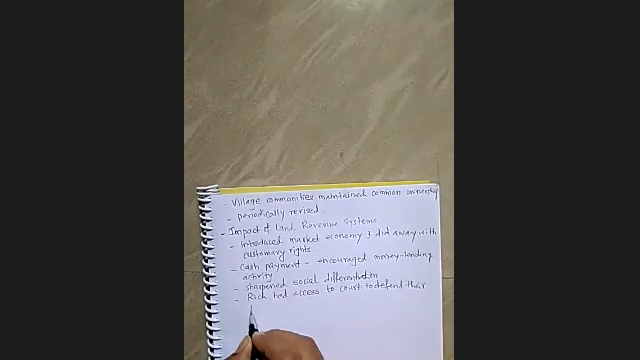 - Village communities maintained common ownership
- periodically revised.
- Impact of Land Revenue Systems
- Introduced market economy & did away with
customary rights.
- Cash payment - encouraged money-lending
activity
- sharpened social differentiation
- Rich had access to court to defend their